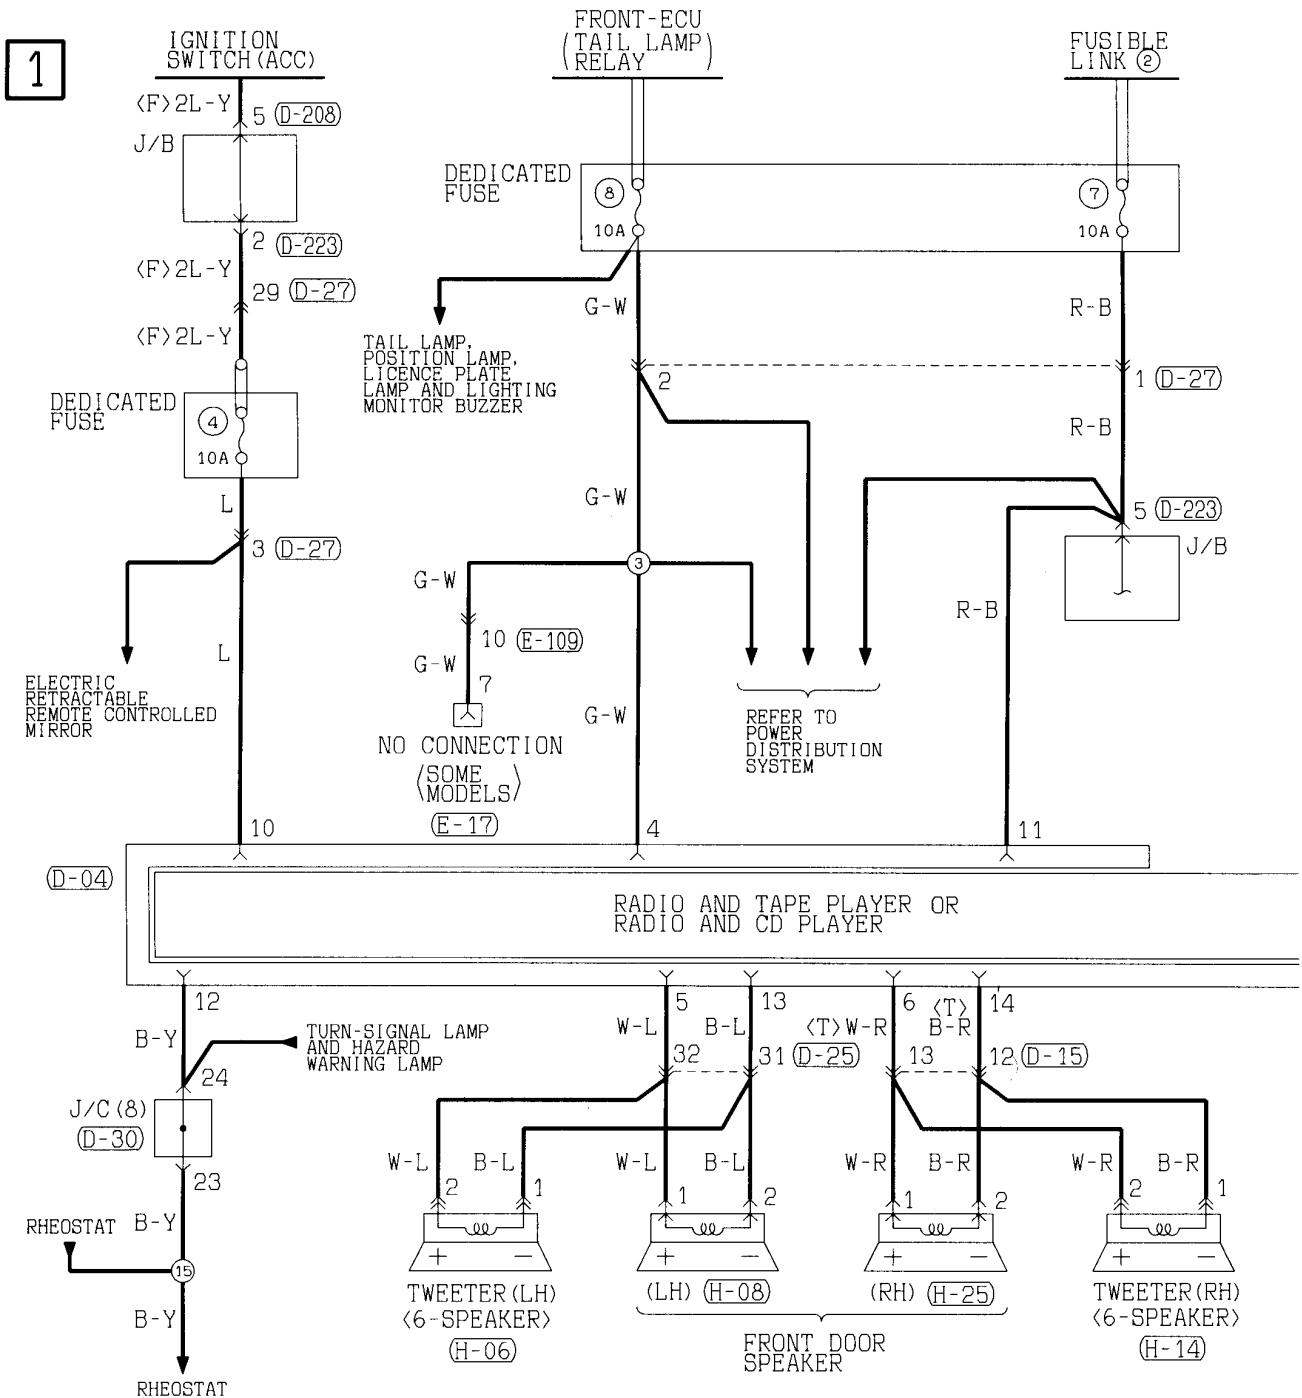 1
IGNITION
SWITCH(ACC)
FRONT-ECU
(TAIL LAMP)
RELAY
FUSIBLE
LINK ②
<F>2L-Y
5 (D-208)
J/B
2 (D-223)
<F>2L-Y
29 (D-27)
<F>2L-Y
DEDICATED
FUSE
4
10A
DEDICATED
FUSE
8
10A
7
10A
TAIL LAMP,
POSITION LAMP,
LICENCE PLATE
LAMP AND LIGHTING
MONITOR BUZZER
G-W
R-B
2
1 (D-27)
R-B
L
3 (D-27)
G-W
5 (D-223)
J/B
3
G-W
R-B
10 (E-109)
L
G-W
7
ELECTRIC
RETRACTABLE
REMOTE CONTROLLED
MIRROR
G-W
NO CONNECTION
(SOME
MODELS)
(E-17)
REFER TO
POWER
DISTRIBUTION
SYSTEM
10
4
11
(D-04)
RADIO AND TAPE PLAYER OR
RADIO AND CD PLAYER
12
5
13
6
<T>
14
B-Y
TURN-SIGNAL LAMP
AND HAZARD
WARNING LAMP
W-L
B-L
<T>W-R
B-R
24
32
31 (D-25)
13
12 (D-15)
J/C(8)
(D-30)
23
W-L
B-L
W-L
B-L
W-R
B-R
W-R
B-R
2
1
1
2
1
2
2
1
RHEOSTAT
B-Y
15
+ −
+ −
+ −
+ −
B-Y
TWEETER(LH)
<6-SPEAKER>
(H-06)
(LH) (H-08)
(RH) (H-25)
FRONT DOOR
SPEAKER
TWEETER(RH)
<6-SPEAKER>
(H-14)
RHEOSTAT